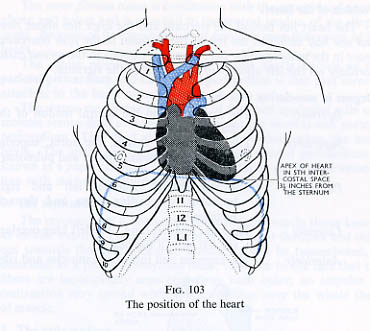 1
2
3
4
5
6
7
8
9
10
11
12
L.1
APEX OF HEART
IN 5TH INTER-
COSTAL SPACE
3½ INCHES FROM
THE STERNUM
FIG. 103
The position of the heart